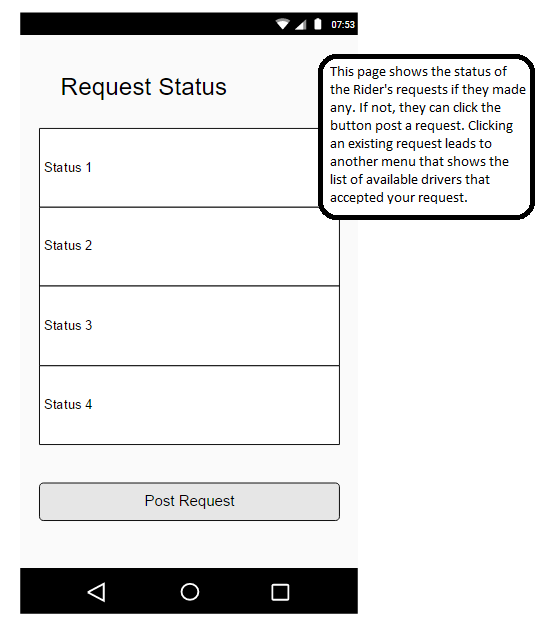 07:53
Request Status
This page shows the status of
the Rider's requests if they made
any. If not, they can click the
button post a request. Clicking
an existing request leads to
another menu that shows the
list of available drivers that
accepted your request.
Status 1
Status 2
Status 3
Status 4
Post Request